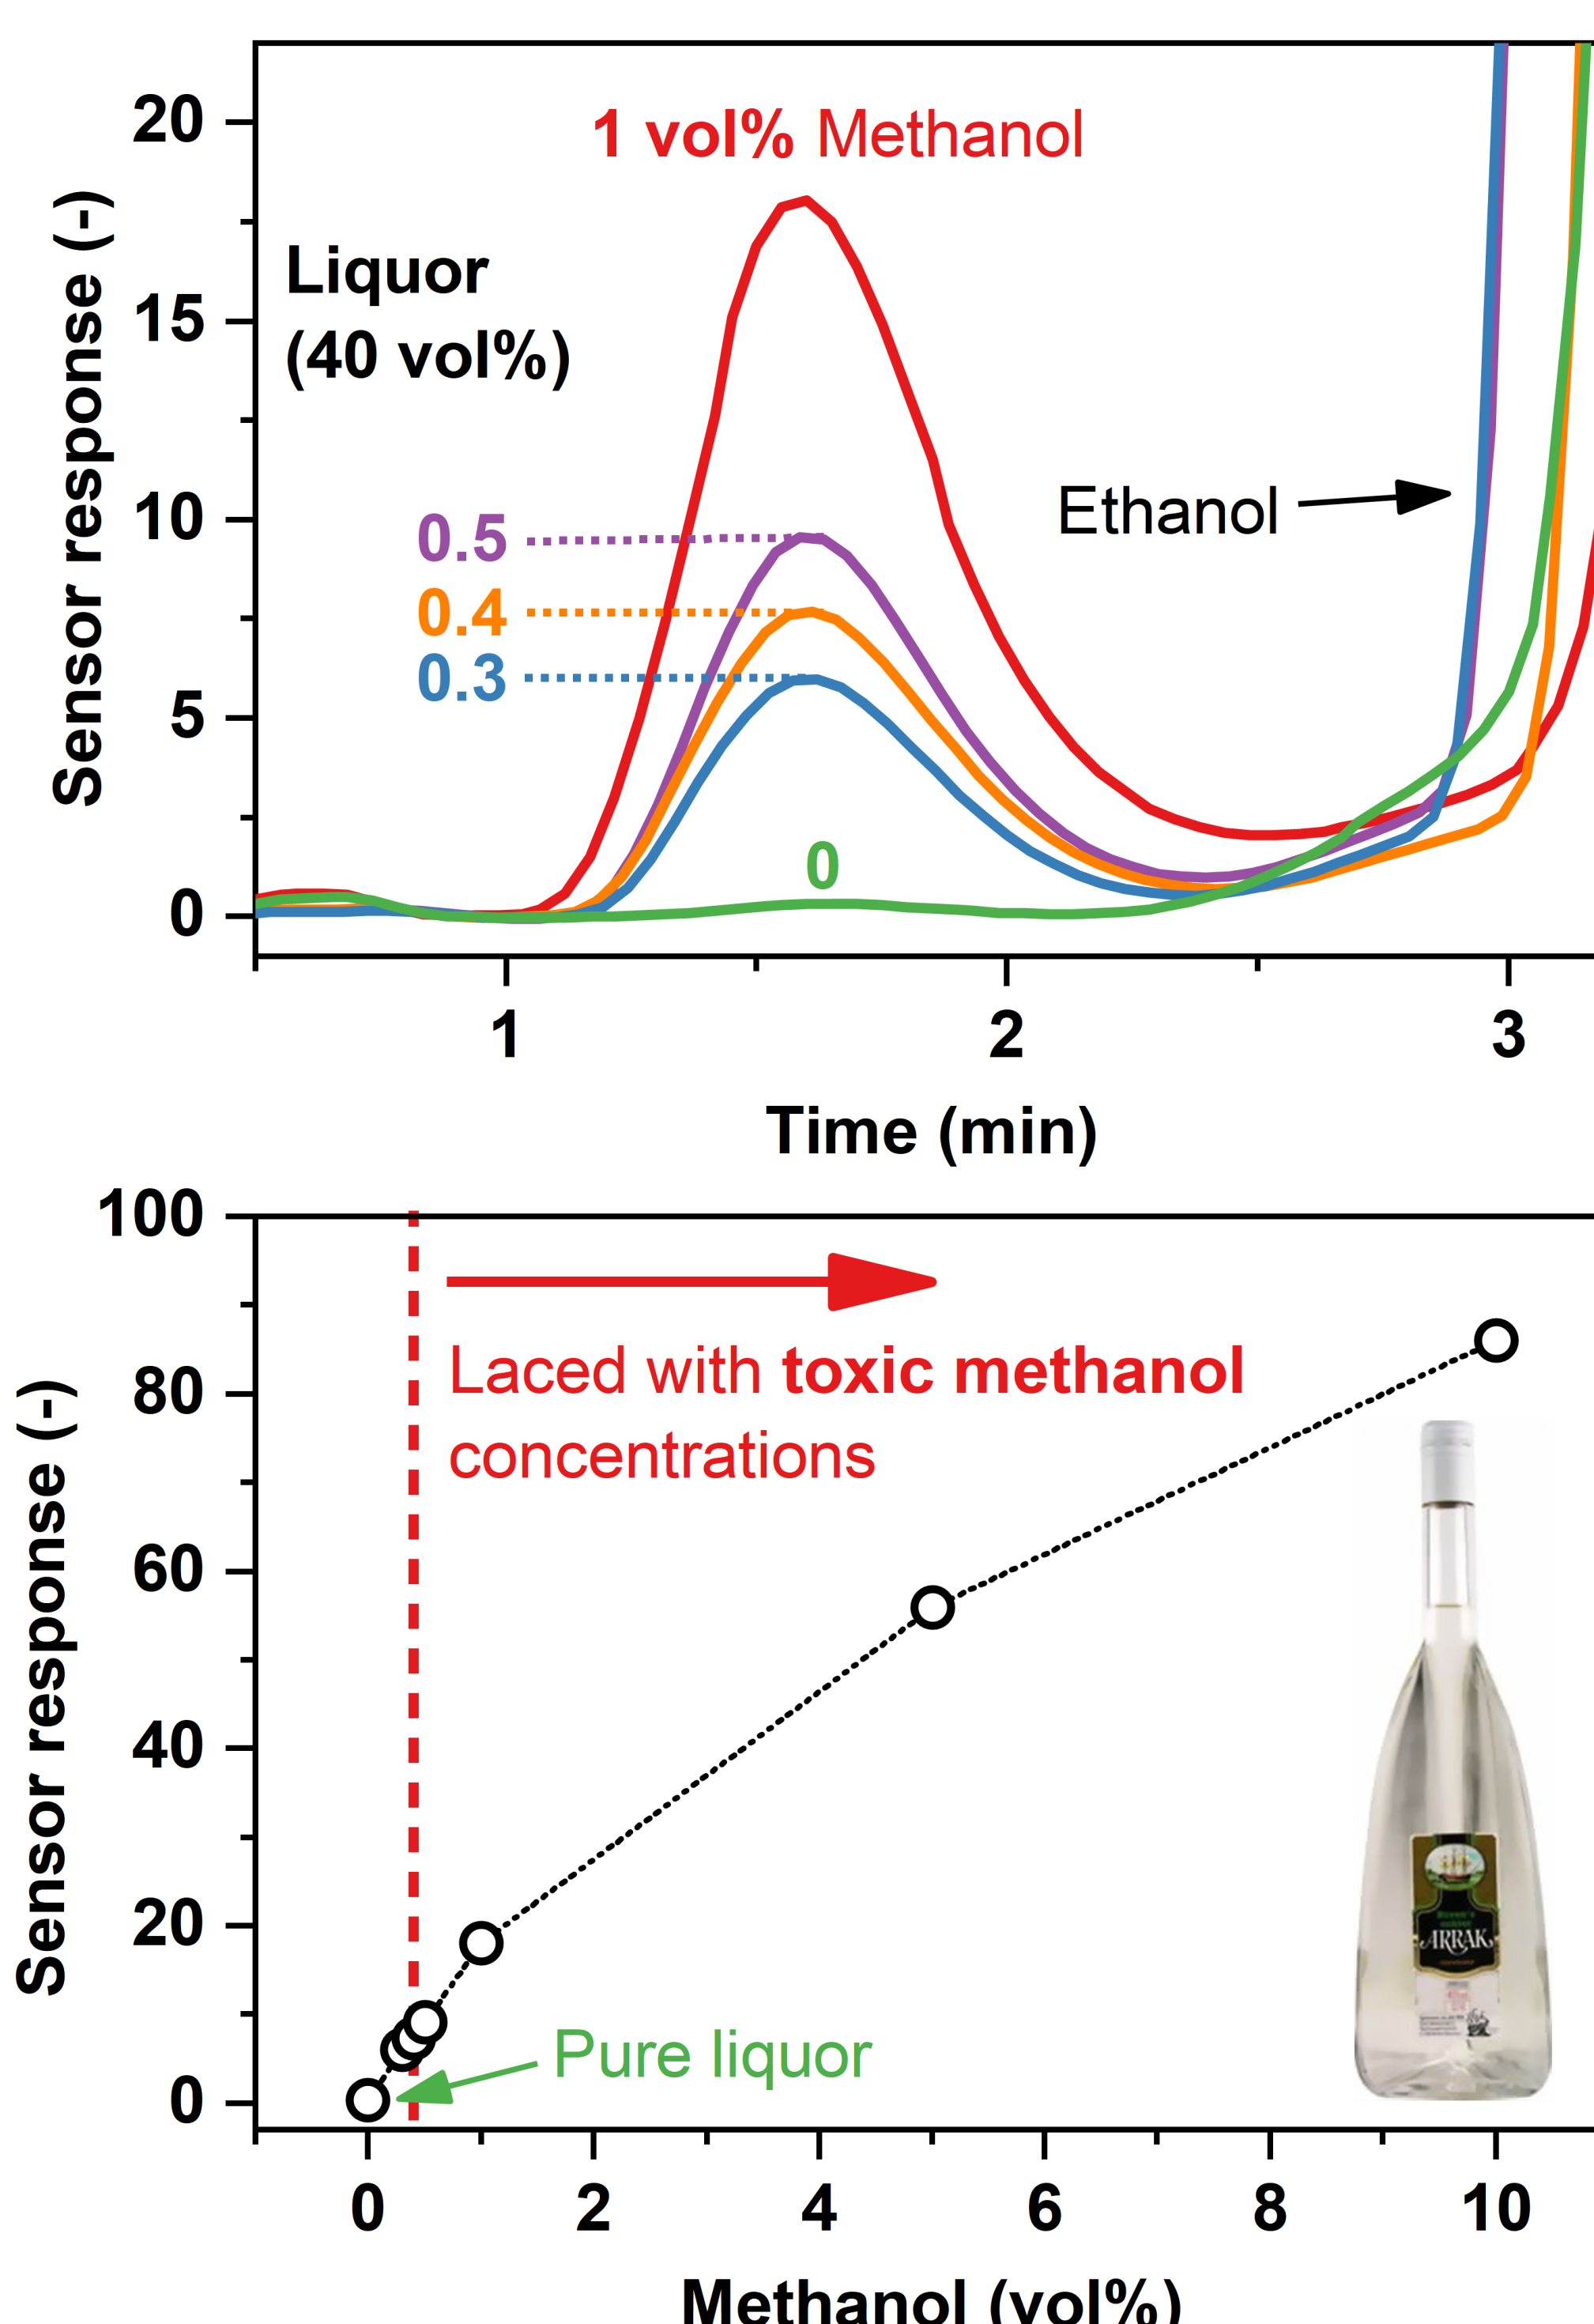 Sensor response (-)
20
15
10
5
0
1 vol% Methanol
Liquor
(40 vol%)
0.5
0.4
0.3
0
Ethanol
1
2
3
Time (min)
Sensor response (-)
100
80
60
40
20
0
Laced with toxic methanol
concentrations
Pure liquor
ARRAK
0
2
4
6
8
10
Methanol (vol%)